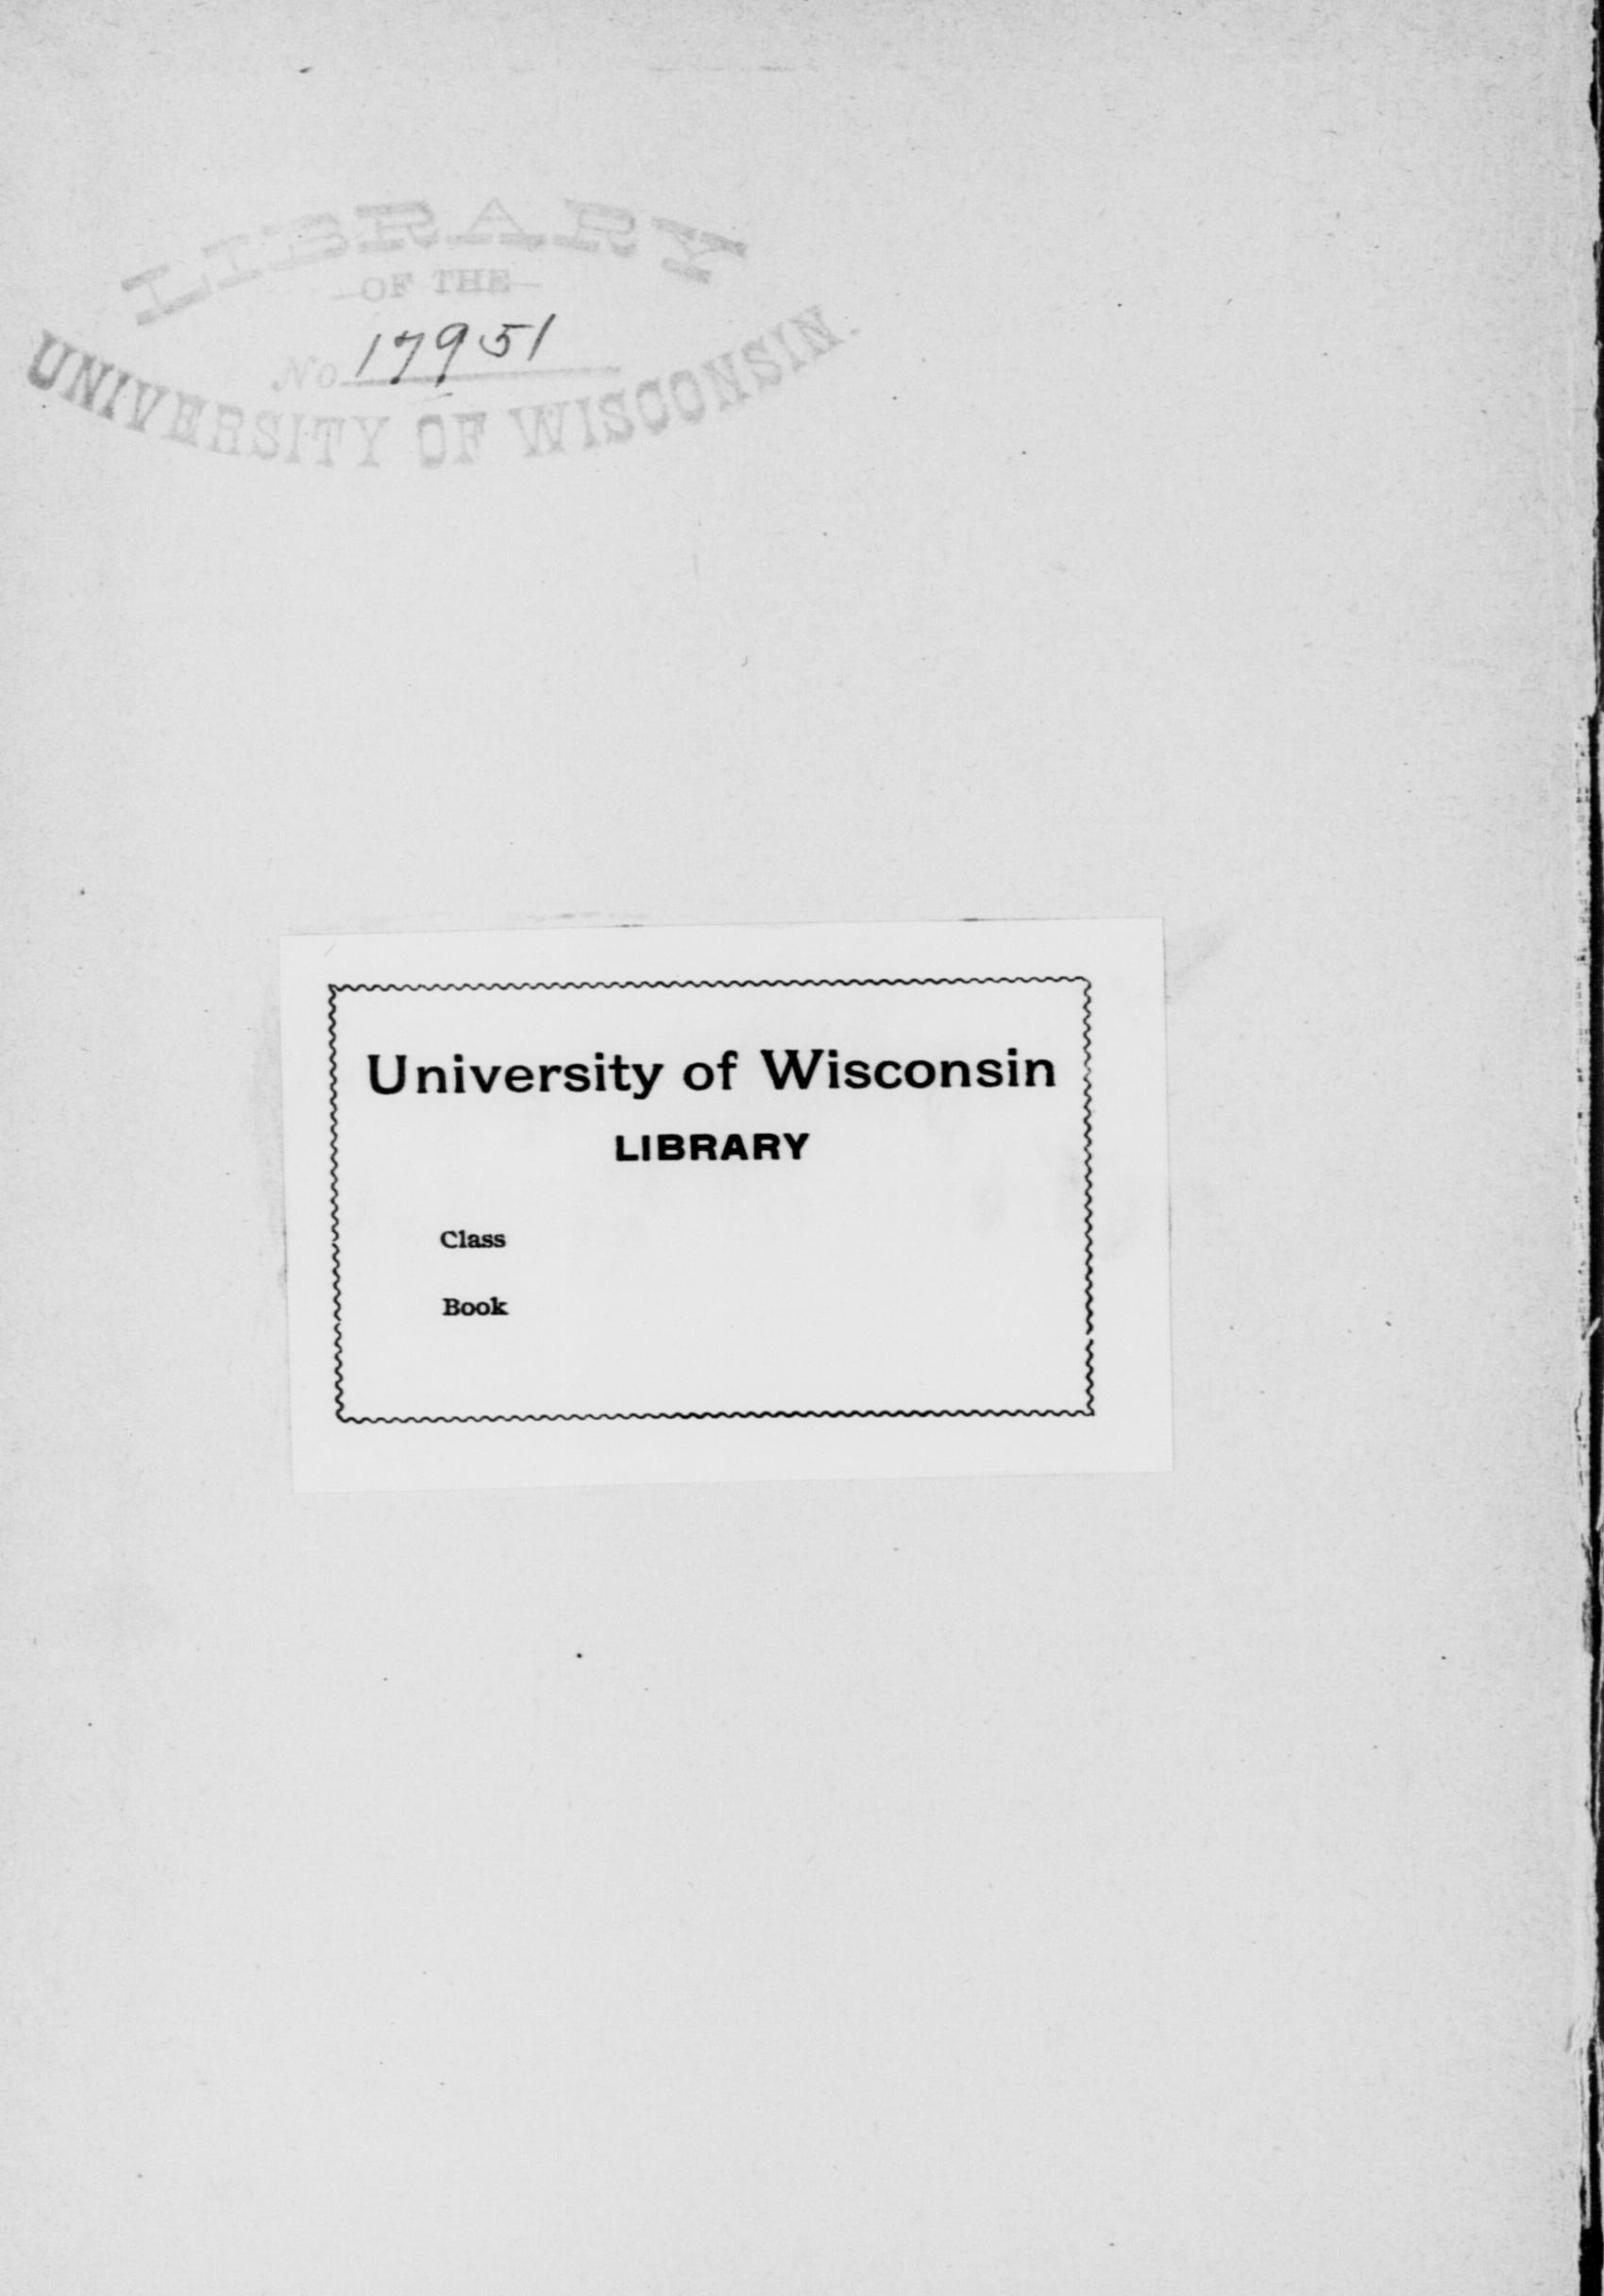 LIBRARY
OF THE
No 17951
UNIVERSITY OF WISCONSIN.
University of Wisconsin
LIBRARY
Class
Book